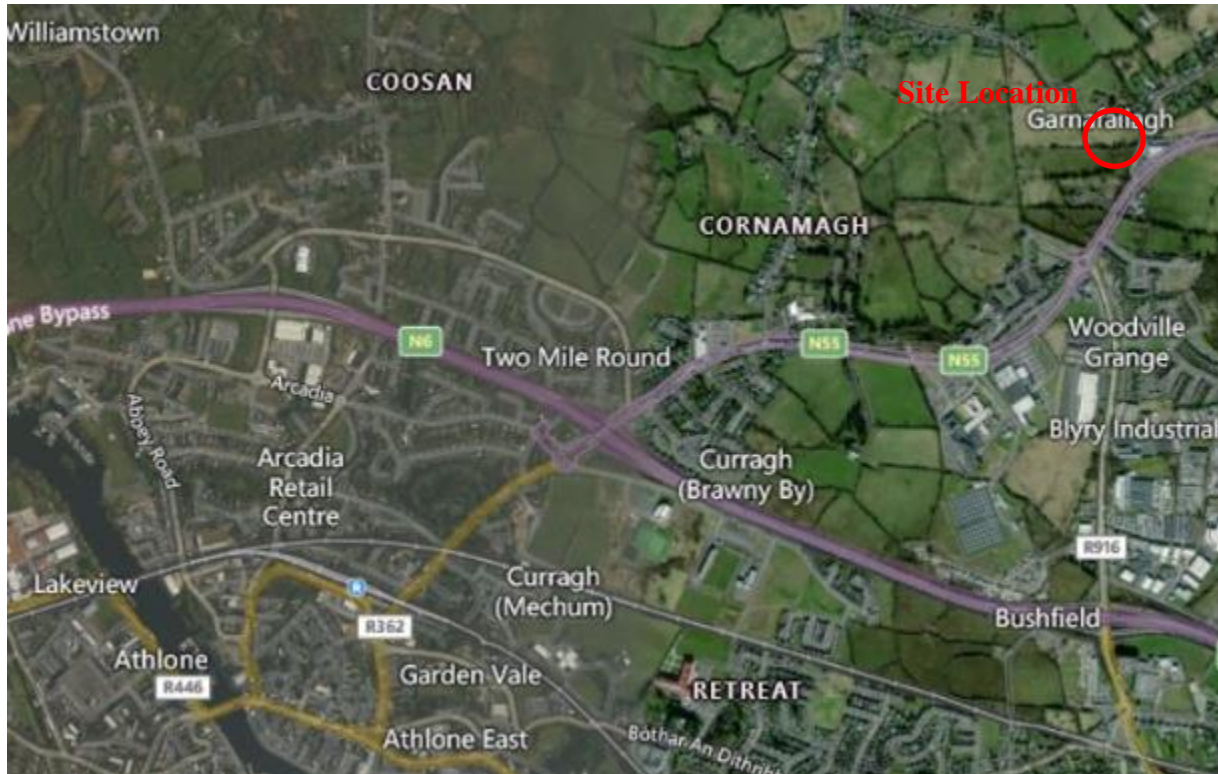 Williamstown
COOSAN
Site Location
Garnafailagh
CORNAMAGH
ne Bypass
N6
Two Mile Round
N55
N55
Woodville
Grange
Arcadia
Abbey Road
Arcadia
Retail
Centre
Curragh
(Brawny By)
Blyry Industrial
R916
Lakeview
R
Curragh
(Mechum)
R362
Bushfield
Athlone
R446
Garden Vale
RETREAT
Athlone East
Bothar An Dithribh